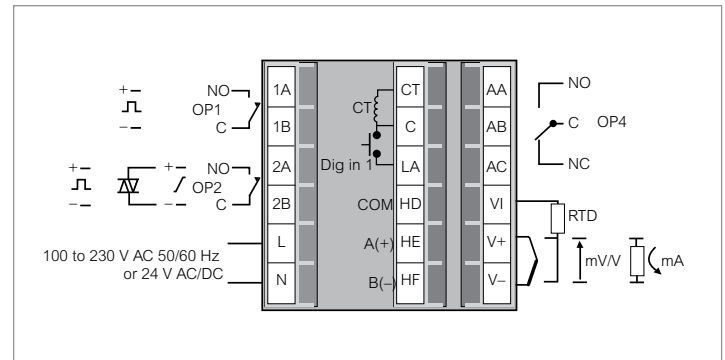 + − NO 1A CT CT AA NO
OP1
− − C 1B C AB C OP4
+ − + − NO 2A Dig in 1 LA AC NC
OP2
− − − − C 2B COM HD VI RTD
100 to 230 V AC 50/60 Hz L A(+) HE V+ mV/V mA
or 24 V AC/DC N B(−) HF V−